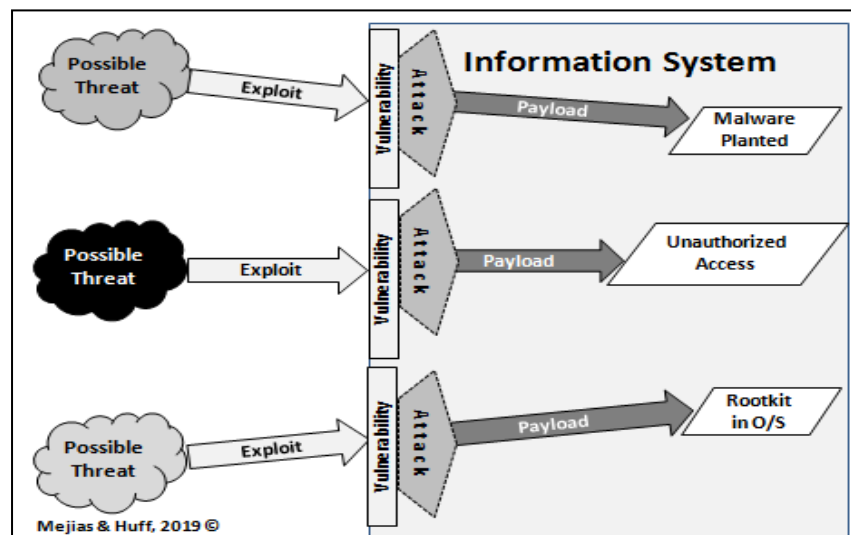 Information System
Possible
Threat
Exploit
Vulnerability
Attack
Payload
Malware
Planted
Possible
Threat
Exploit
Vulnerability
Attack
Payload
Unauthorized
Access
Possible
Threat
Exploit
Vulnerability
Attack
Payload
Rootkit
in O/S
Mejias & Huff, 2019 ©